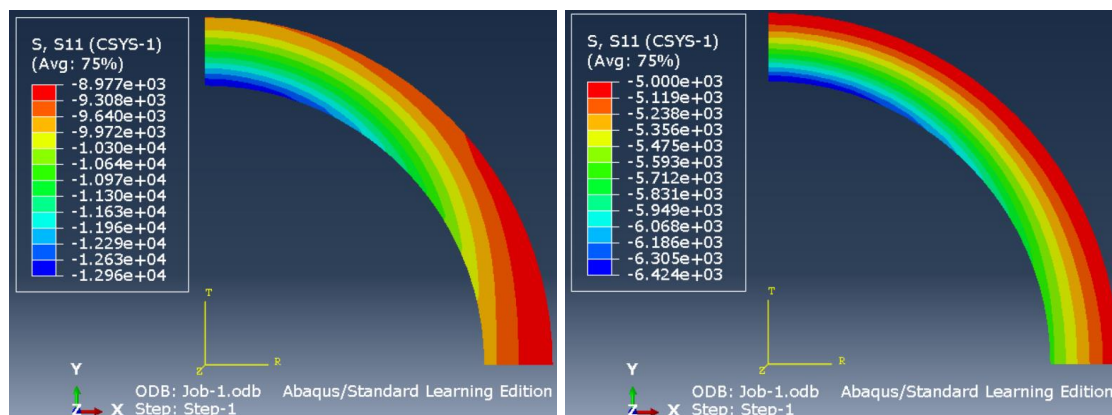 S, S11 (CSYS-1)
(Avg: 75%)
-8.977e+03
-9.308e+03
-9.640e+03
-9.972e+03
-1.030e+04
-1.064e+04
-1.097e+04
-1.130e+04
-1.163e+04
-1.196e+04
-1.229e+04
-1.263e+04
-1.296e+04
T
R
Z
Y
Z
X
ODB: Job-1.odb Abaqus/Standard Learning Edition
Step: Step-1
S, S11 (CSYS-1)
(Avg: 75%)
-5.000e+03
-5.119e+03
-5.238e+03
-5.356e+03
-5.475e+03
-5.593e+03
-5.712e+03
-5.831e+03
-5.949e+03
-6.068e+03
-6.186e+03
-6.305e+03
-6.424e+03
T
R
Z
Y
Z
X
ODB: Job-1.odb Abaqus/Standard Learning Edition
Step: Step-1